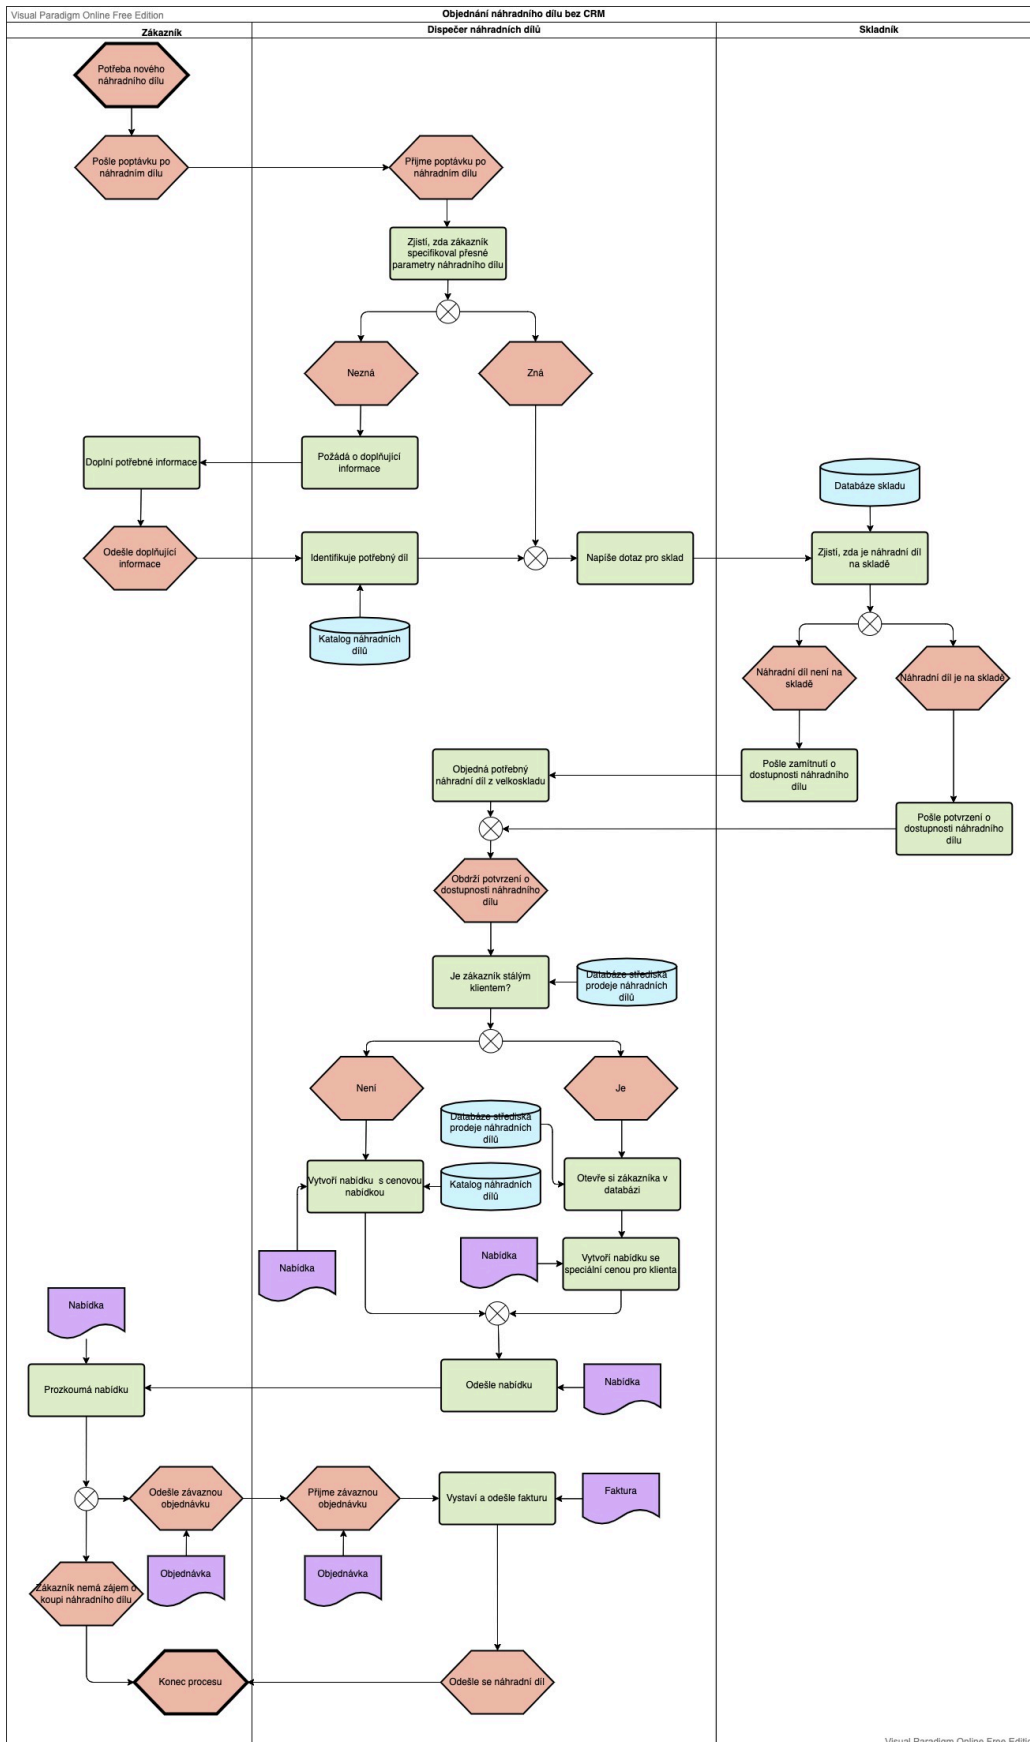 Visual Paradigm Online Free Edition
Objednání náhradního dílu bez CRM
Zákazník
Dispečer náhradních dílů
Skladník
Potřeba nového
náhradního dílu
Pošle poptávku po
náhradním dílu
Přijme poptávku po
náhradním dílu
Zjistí, zda zákazník
specifikoval přesné
parametry náhradního dílu
Nezná
Zná
Doplní potřebné informace
Požádá o doplňující
informace
Databáze skladu
Odešle doplňující
informace
Identifikuje potřebný díl
Napíše dotaz pro sklad
Zjistí, zda je náhradní díl
na skladě
Katalog náhradních
dílů
Náhradní díl není na
skladě
Náhradní díl je na skladě
Objedná potřebný
náhradní díl z velkoskladu
Pošle zamítnutí o
dostupnosti náhradního
dílu
Pošle potvrzení o
dostupnosti náhradního
dílu
Obdrží potvrzení o
dostupnosti náhradního
dílu
Je zákazník stálým
klientem?
Databáze střediska
prodeje náhradních
dílů
Není
Je
Databáze střediska
prodeje náhradních
dílů
Vytvoří nabídku s cenovou
nabídkou
Katalog náhradních
dílů
Otevře si zákazníka v
databázi
Nabídka
Nabídka
Vytvoří nabídku se
speciální cenou pro klienta
Nabídka
Prozkoumá nabídku
Odešle nabídku
Nabídka
Odešle závaznou
objednávku
Přijme závaznou
objednávku
Vystaví a odešle fakturu
Faktura
Zákazník nemá zájem o
koupi náhradního dílu
Objednávka
Objednávka
Konec procesu
Odešle se náhradní díl
Visual Paradigm Online Free Editio